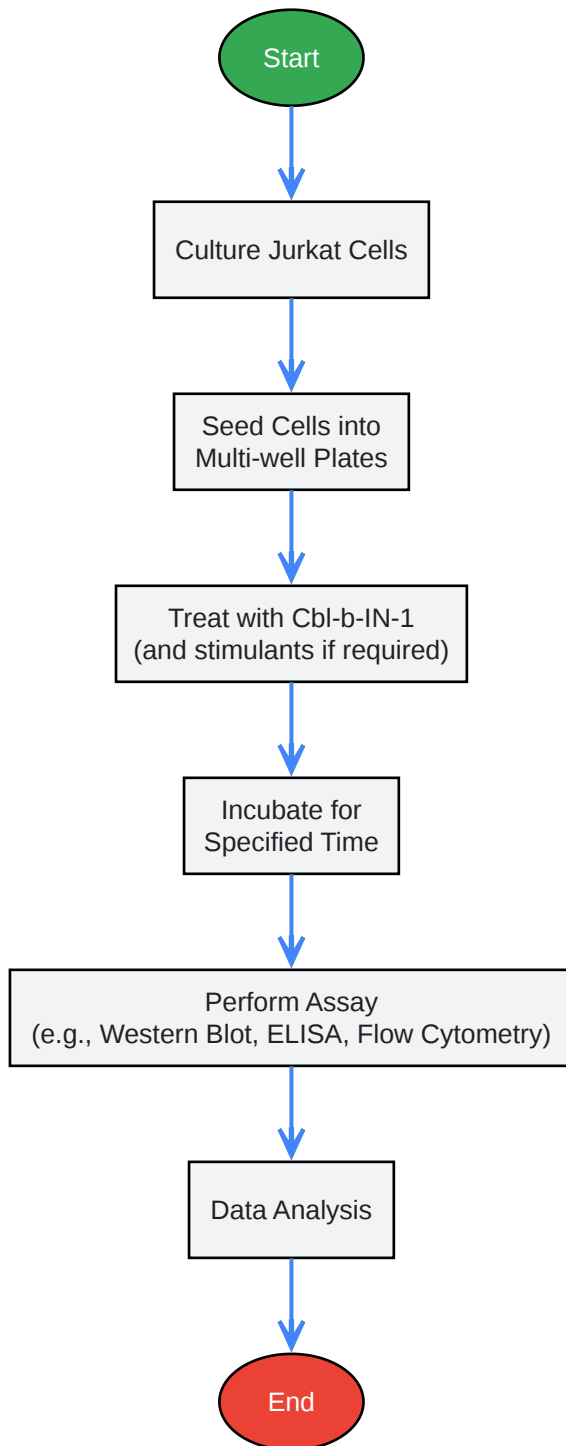 Start
Culture Jurkat Cells
Seed Cells into
Multi-well Plates
Treat with Cbl-b-IN-1
(and stimulants if required)
Incubate for
Specified Time
Perform Assay
(e.g., Western Blot, ELISA, Flow Cytometry)
Data Analysis
End